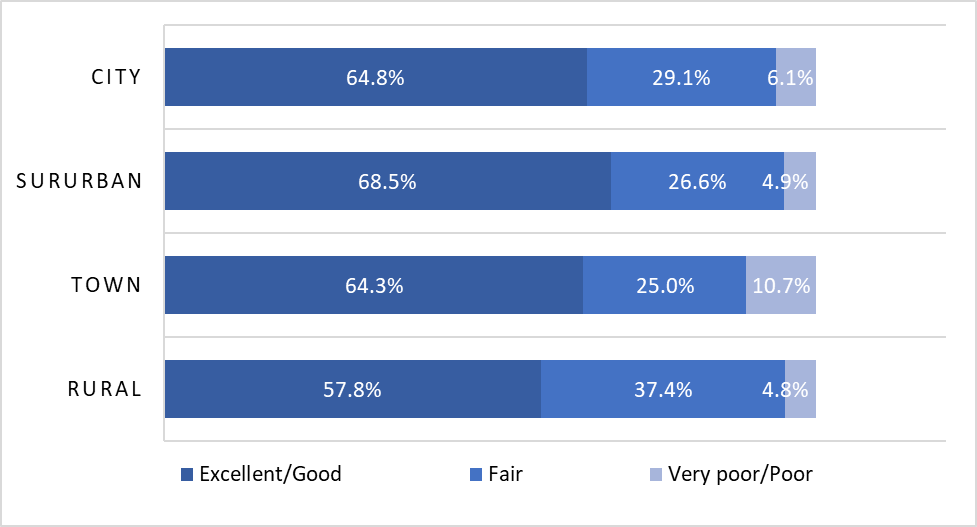 CITY 64.8% 29.1% 6.1%
SURURBAN 68.5% 26.6% 4.9%
TOWN 64.3% 25.0% 10.7%
RURAL 57.8% 37.4% 4.8%
Excellent/Good Fair Very poor/Poor